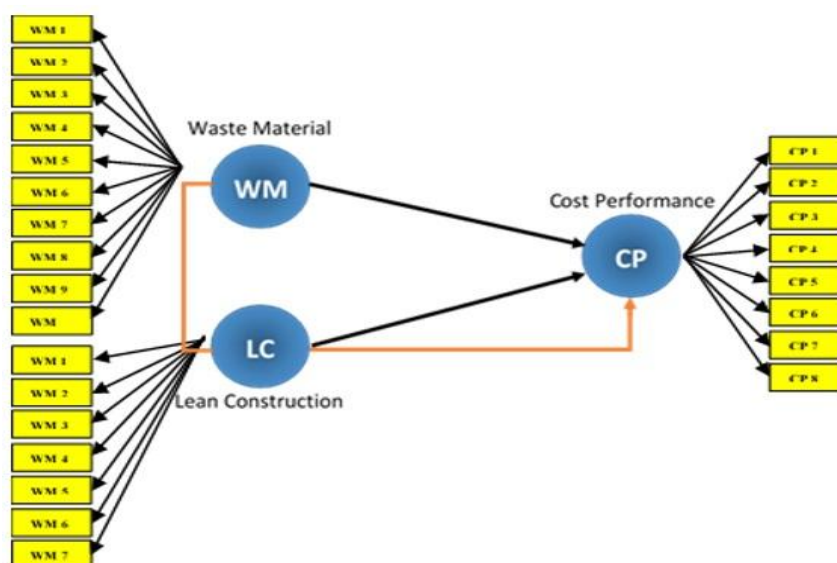 WM 1
WM 2
WM 3
WM 4
WM 5
WM 6
WM 7
WM 8
WM 9
WM
WM 1
WM 2
WM 3
WM 4
WM 5
WM 6
WM 7
Waste Material
WM
LC
Lean Construction
Cost Performance
CP
CP 1
CP 2
CP 3
CP 4
CP 5
CP 6
CP 7
CP 8